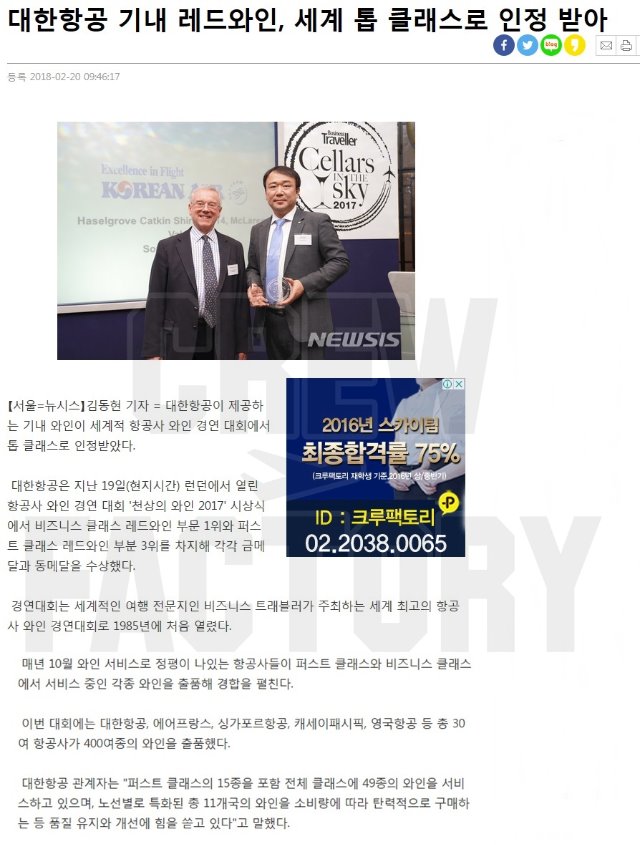 대한항공 기내 레드와인, 세계 톱 클래스로 인정 받아
blog
등록 2018-02-20 09:46:17
Business Traveller
Cellars
IN THE
SKY
2017
Excellence in Flight
KOREAN AIR
Haselgrove Catkin Shi
14, McLaren
So
NEWSIS
CREW
FACTORY
【서울=뉴시스】김동현 기자 = 대한항공이 제공하
는 기내 와인이 세계적 항공사 와인 경연 대회에서
톱 클래스로 인정받았다.
대한항공은 지난 19일(현지시간) 런던에서 열린
항공사 와인 경연 대회 '천상의 와인 2017' 시상식
에서 비즈니스 클래스 레드와인 부문 1위와 퍼스
트 클래스 레드와인 부분 3위를 차지해 각각 금메
달과 동메달을 수상했다.
2016년 스카이팀
최종합격률 75%
(크루팩토리 재학생 기준,2016년 상/중반기)
ID : 크루팩토리
02.2038.0065
경연대회는 세계적인 여행 전문지인 비즈니스 트래블러가 주최하는 세계 최고의 항공
사 와인 경연대회로 1985년에 처음 열렸다.
매년 10월 와인 서비스로 정평이 나있는 항공사들이 퍼스트 클래스와 비즈니스 클래스
에서 서비스 중인 각종 와인을 출품해 경합을 펼친다.
이번 대회에는 대한항공, 에어프랑스, 싱가포르항공, 캐세이패시픽, 영국항공 등 총 30
여 항공사가 400여종의 와인을 출품했다.
대한항공 관계자는 "퍼스트 클래스의 15종을 포함 전체 클래스에 49종의 와인을 서비
스하고 있으며, 노선별로 특화된 총 11개국의 와인을 소비량에 따라 탄력적으로 구매하
는 등 품질 유지와 개선에 힘을 쏟고 있다"고 말했다.